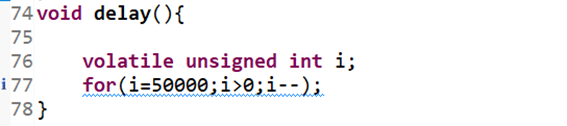 74 void delay(){
75
76     volatile unsigned int i;
i 77     for(i=50000;i>0;i--);
78 }